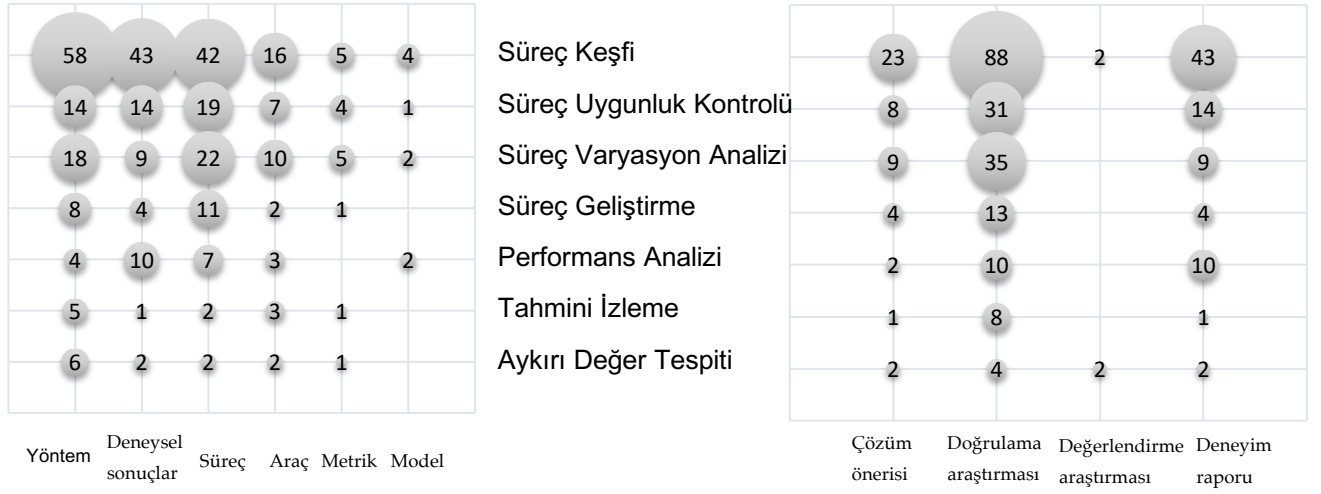 58 43 42 16 5 4 Süreç Keşfi 23 88 2 43
14 14 19 7 4 1 Süreç Uygunluk Kontrolü 8 31 14
18 9 22 10 5 2 Süreç Varyasyon Analizi 9 35 9
8 4 11 2 1 Süreç Geliştirme 4 13 4
4 10 7 3 2 Performans Analizi 2 10 10
5 1 2 3 1 Tahmini İzleme 1 8 1
6 2 2 2 1 Aykırı Değer Tespiti 2 4 2 2
Yöntem
Deneysel
sonuçlar
Süreç
Araç
Metrik
Model
Çözüm
önerisi
Doğrulama
araştırması
Değerlendirme
araştırması
Deneyim
raporu